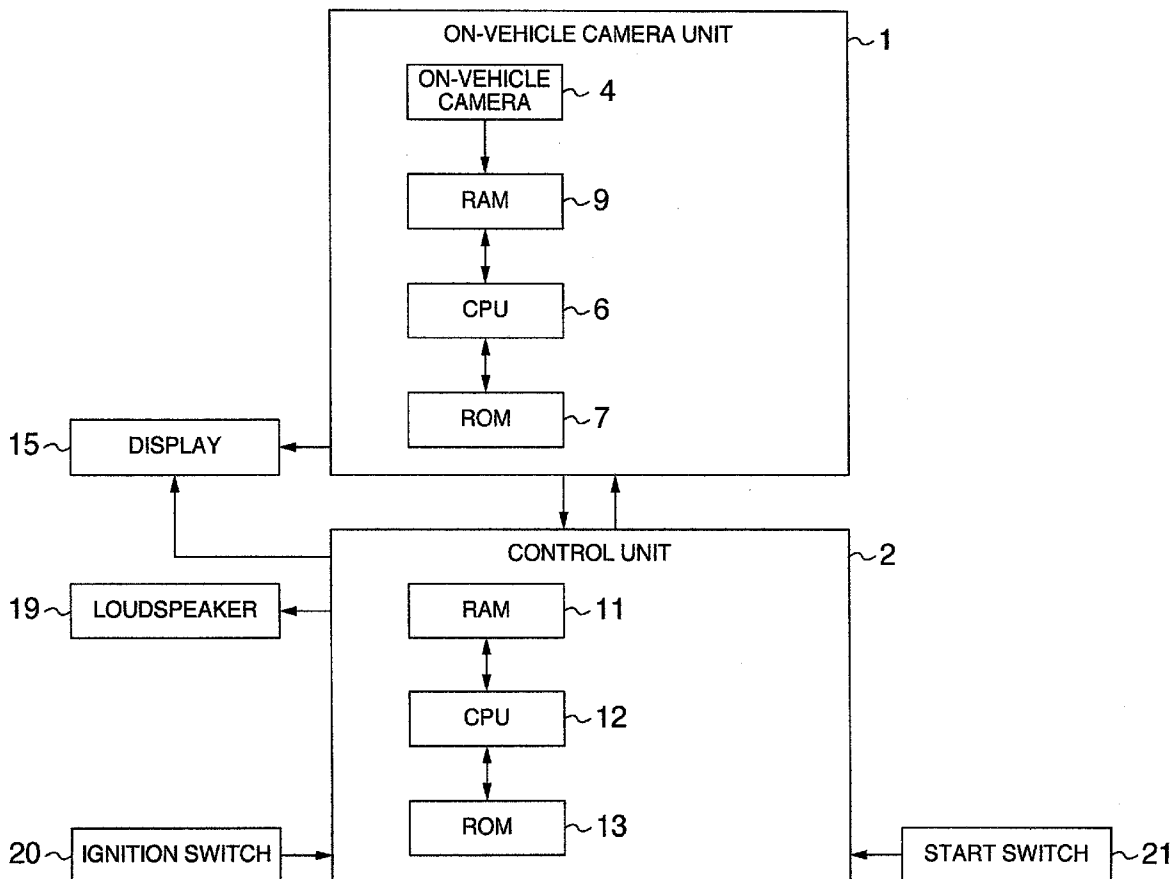 ON-VEHICLE CAMERA UNIT
1
ON-VEHICLE
CAMERA
4
RAM
9
CPU
6
ROM
7
15
DISPLAY
CONTROL UNIT
2
19
LOUDSPEAKER
RAM
11
CPU
12
ROM
13
20
IGNITION SWITCH
START SWITCH
21